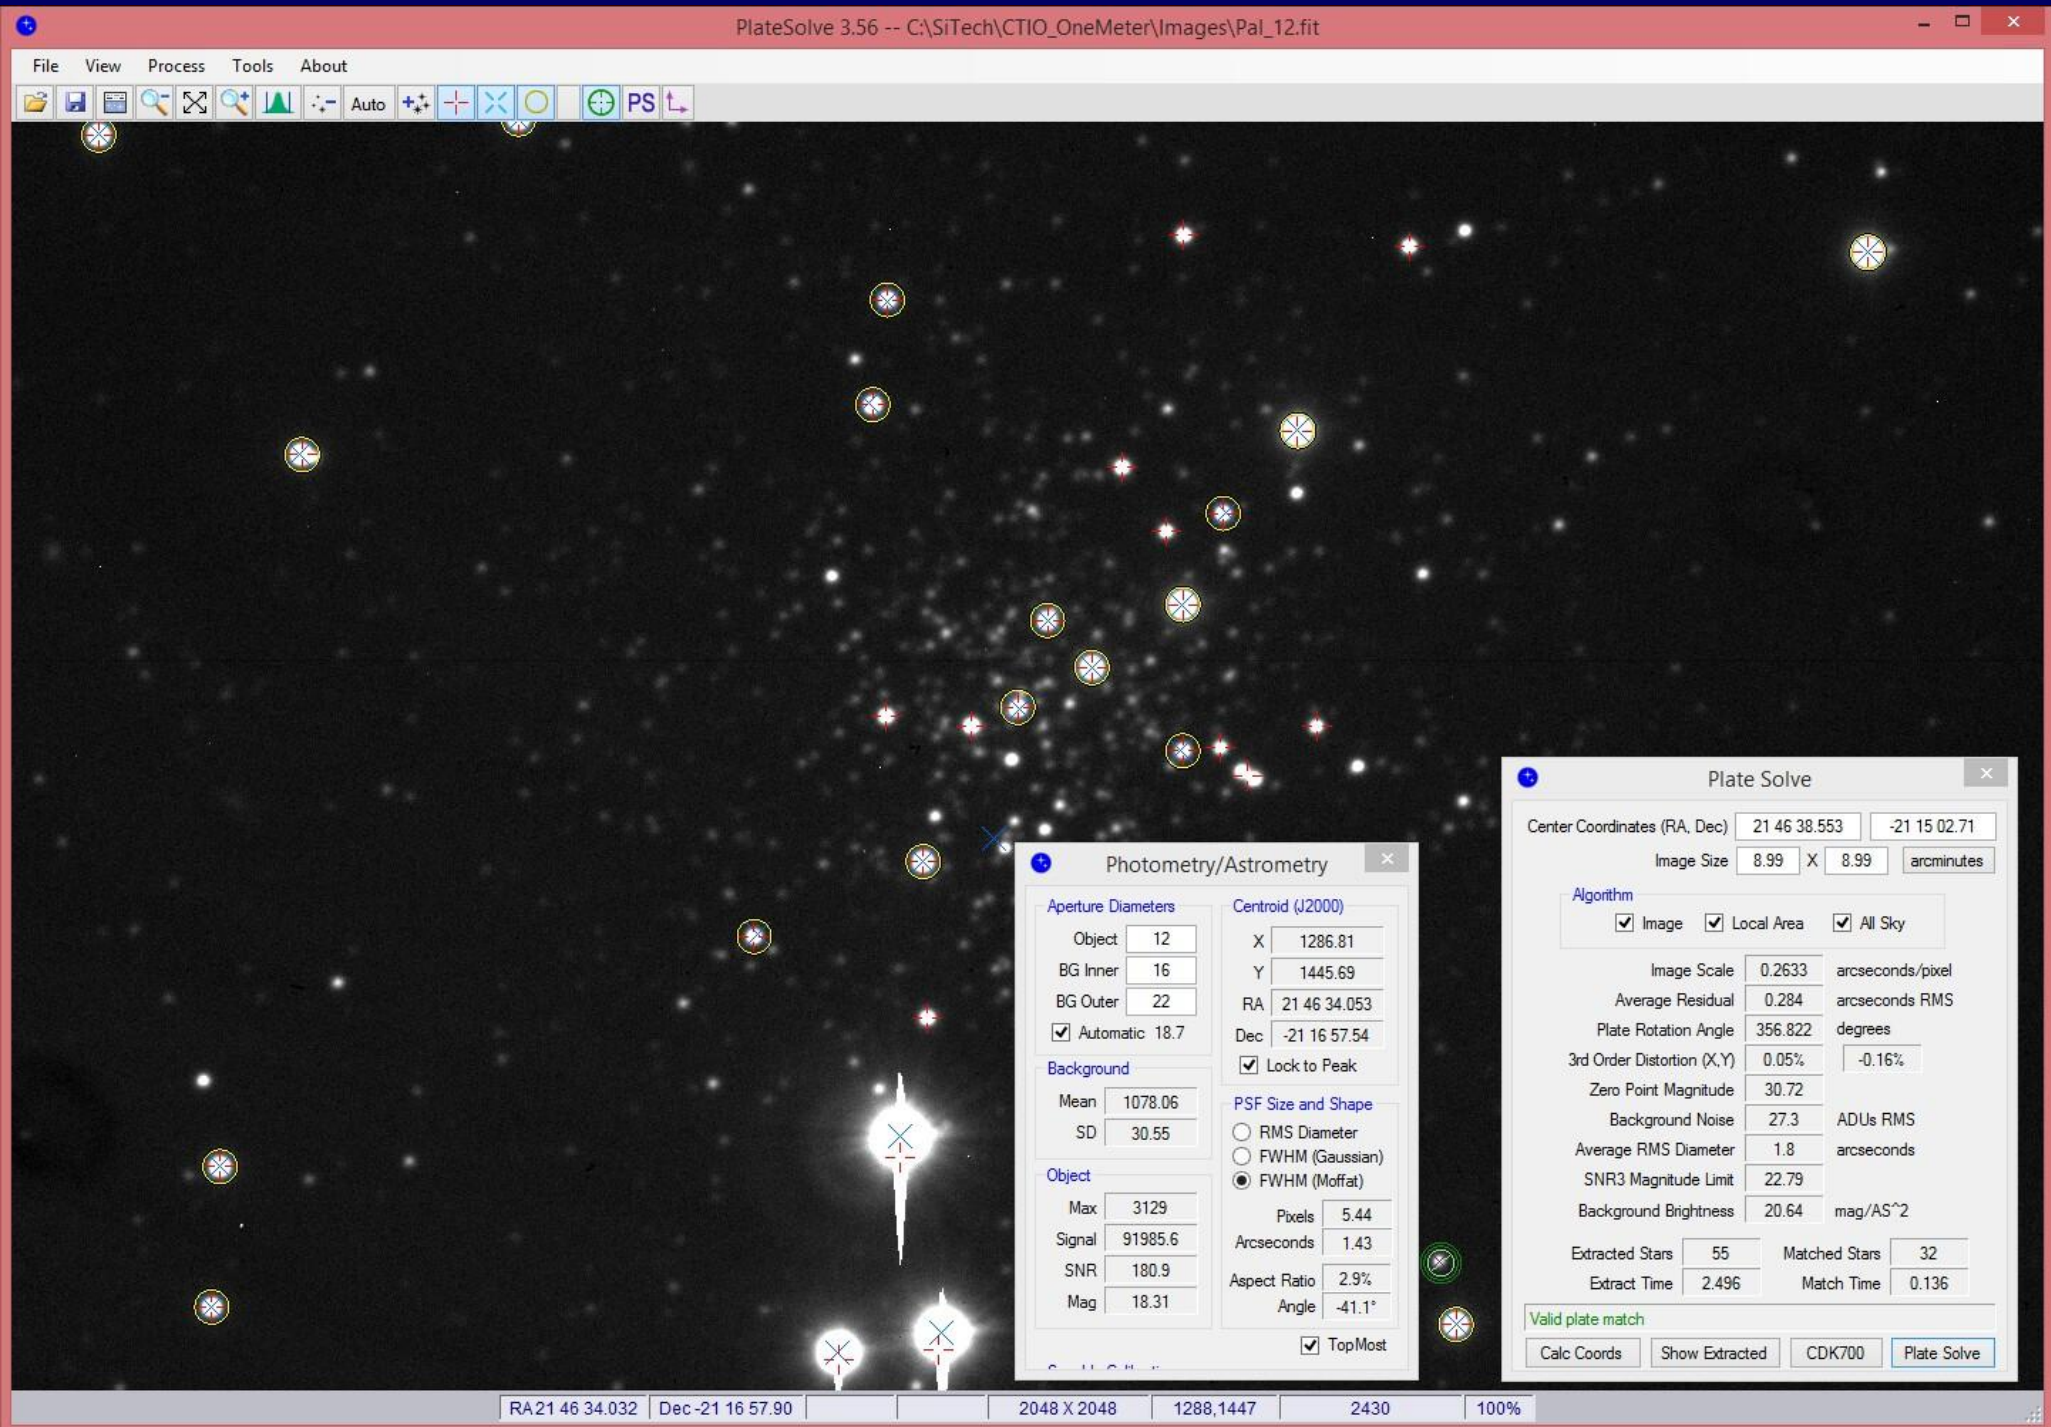 PlateSolve 3.56 -- C:\SiTech\CTIO_OneMeter\Images\Pal_12.fit
File View Process Tools About
Auto PS
Plate Solve
Center Coordinates (RA, Dec) 21 46 38.553 -21 15 02.71
Image Size 8.99 X 8.99 arcminutes
Algorithm
Image Local Area All Sky
Image Scale 0.2633 arcseconds/pixel
Average Residual 0.284 arcseconds RMS
Plate Rotation Angle 356.822 degrees
3rd Order Distortion (X,Y) 0.05% -0.16%
Zero Point Magnitude 30.72
Background Noise 27.3 ADUs RMS
Average RMS Diameter 1.8 arcseconds
SNR3 Magnitude Limit 22.79
Background Brightness 20.64 mag/AS^2
Extracted Stars 55 Matched Stars 32
Extract Time 2.496 Match Time 0.136
Valid plate match
Calc Coords Show Extracted CDK700 Plate Solve
Photometry/Astrometry
Aperture Diameters
Object 12
BG Inner 16
BG Outer 22
Automatic 18.7
Background
Mean 1078.06
SD 30.55
Object
Max 3129
Signal 91985.6
SNR 180.9
Mag 18.31
Centroid (J2000)
X 1286.81
Y 1445.69
RA 21 46 34.053
Dec -21 16 57.54
Lock to Peak
PSF Size and Shape
RMS Diameter
FWHM (Gaussian)
FWHM (Moffat)
Pixels 5.44
Arcseconds 1.43
Aspect Ratio 2.9%
Angle -41.1°
TopMost
RA 21 46 34.032 Dec -21 16 57.90 2048 X 2048 1288,1447 2430 100%